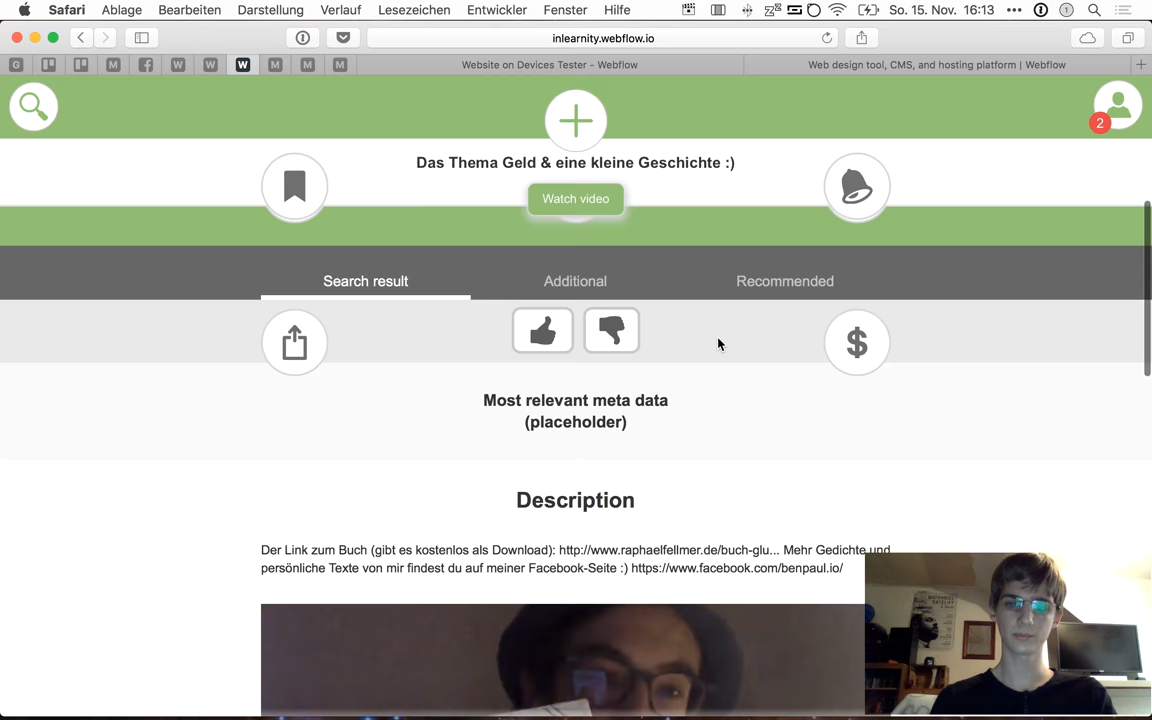 Safari Ablage Bearbeiten Darstellung Verlauf Lesezeichen Entwickler Fenster Hilfe So. 15. Nov. 16:13
inlearnity.webflow.io
Website on Devices Tester - Webflow Web design tool, CMS, and hosting platform | Webflow
2
Das Thema Geld & eine kleine Geschichte :)
Watch video
Search result Additional Recommended
$
Most relevant meta data
(placeholder)
Description
Der Link zum Buch (gibt es kostenlos als Download): http://www.raphaelfellmer.de/buch-glu... Mehr Gedichte und
persönliche Texte von mir findest du auf meiner Facebook-Seite :) https://www.facebook.com/benpaul.io/